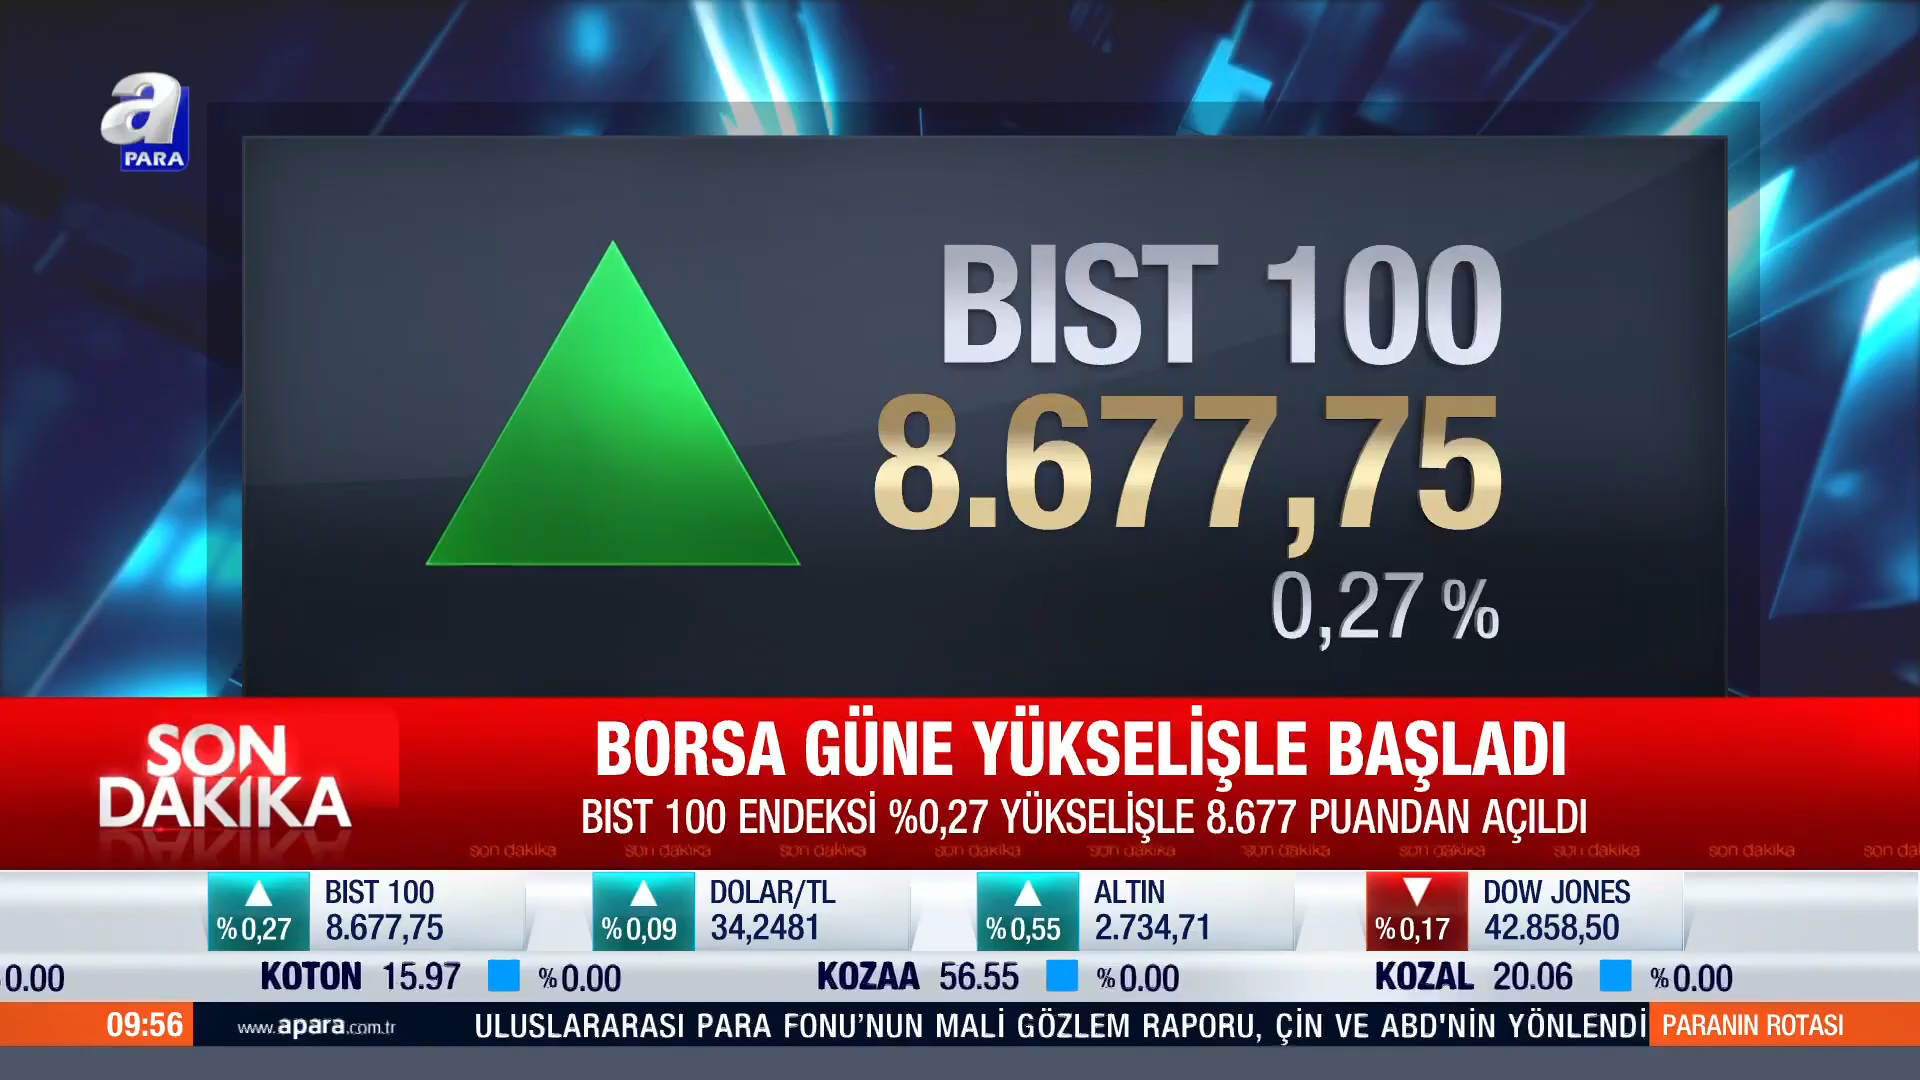 a
PARA
BIST 100
8.677,75
0,27 %
SON
DAKİKA
BORSA GÜNE YÜKSELİŞLE BAŞLADI
BIST 100 ENDEKSİ %0,27 YÜKSELİŞLE 8.677 PUANDAN AÇILDI
son dakika son dakika son dakika son dakika son dakika son dakika son dakika son dakika son dakika son da
%0,27 BIST 100 8.677,75
%0,09 DOLAR/TL 34,2481
%0,55 ALTIN 2.734,71
%0,17 DOW JONES 42.858,50
0.00 KOTON 15.97 %0.00 KOZAA 56.55 %0.00 KOZAL 20.06 %0.00
09:56 www.apara.com.tr ULUSLARARASI PARA FONU'NUN MALİ GÖZLEM RAPORU, ÇİN VE ABD'NİN YÖNLENDİ PARANIN ROTASI